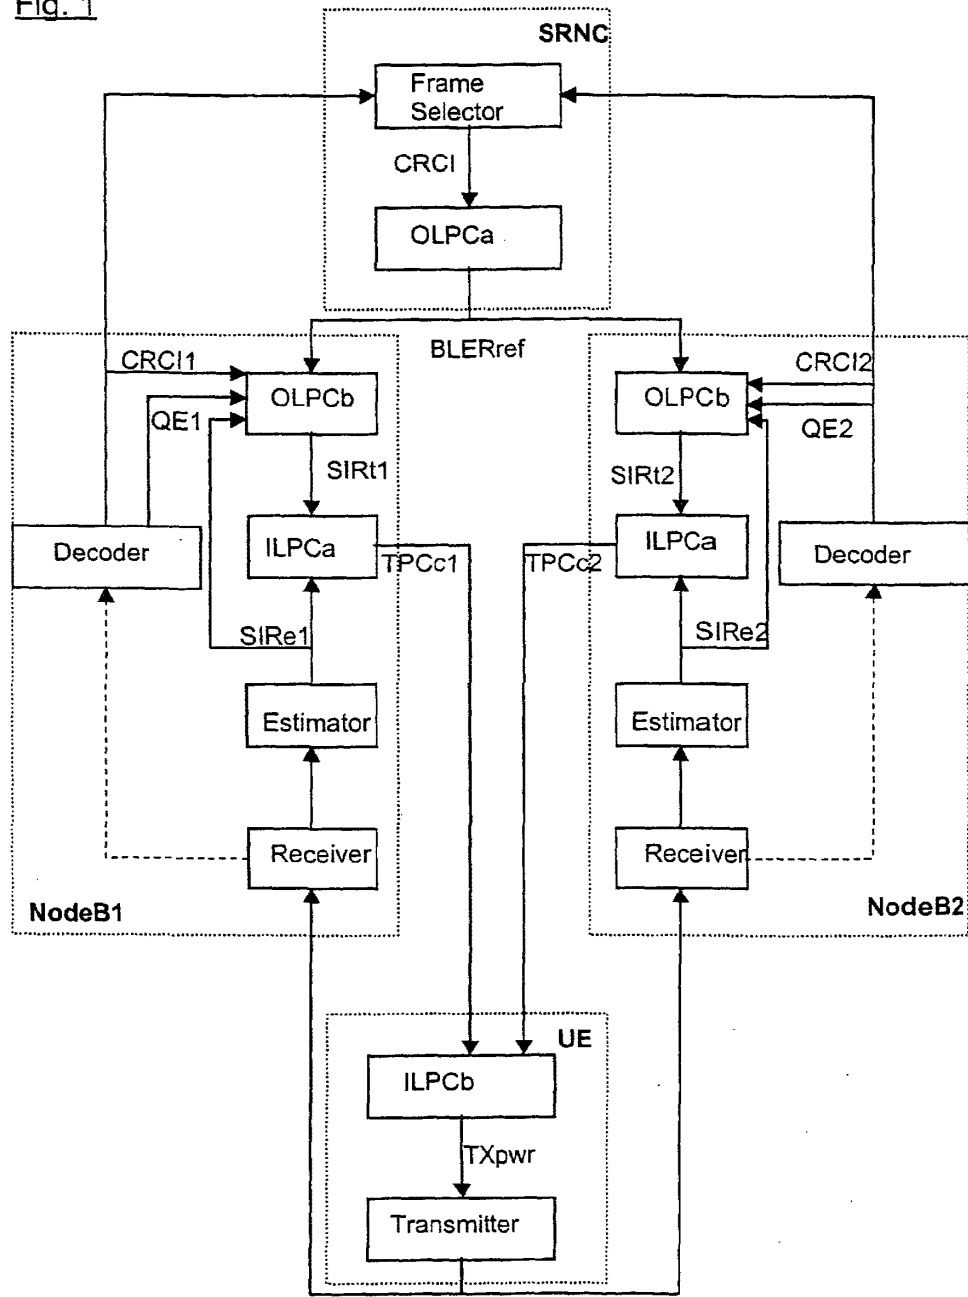 Fig. 1
SRNC
Frame
Selector
CRCI
OLPCa
BLERref
CRCI1
OLPCb
QE1
SIRt1
Decoder
ILPCa
TPCc1
SIRe1
Estimator
Receiver
NodeB1
CRCI2
OLPCb
QE2
SIRt2
TPCc2
ILPCa
Decoder
SIRe2
Estimator
Receiver
NodeB2
UE
ILPCb
TXpwr
Transmitter